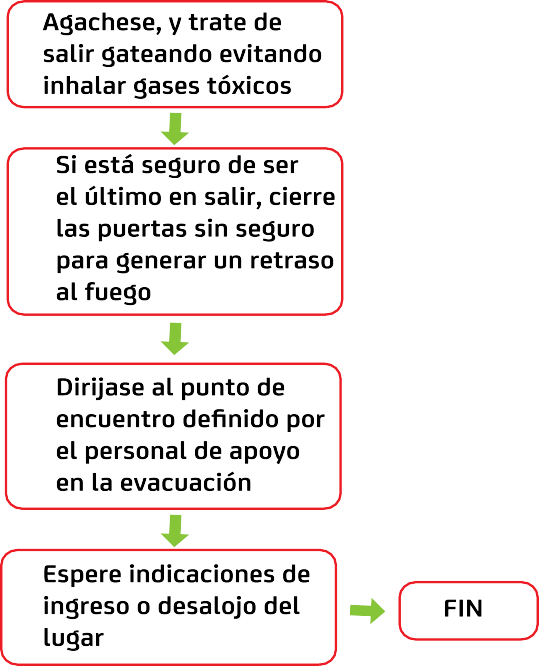 Agachese, y trate de
salir gateando evitando
inhalar gases tóxicos
Si está seguro de ser
el último en salir, cierre
las puertas sin seguro
para generar un retraso
al fuego
Dirijase al punto de
encuentro definido por
el personal de apoyo
en la evacuación
Espere indicaciones de
ingreso o desalojo del
lugar
FIN